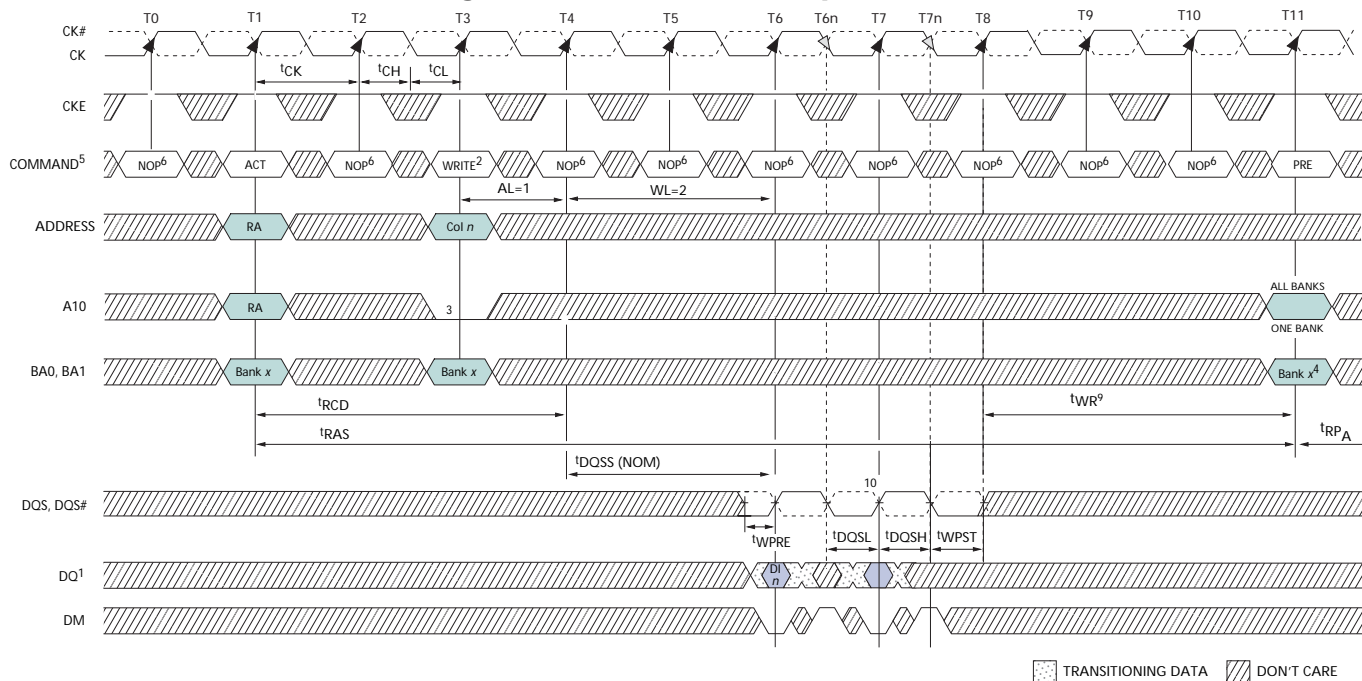 T0 T1 T2 T3 T4 T5 T6 T6n T7 T7n T8 T9 T10 T11
CK#
CK
tCK tCH tCL
CKE
COMMAND5 NOP6 ACT NOP6 WRITE2 NOP6 NOP6 NOP6 NOP6 NOP6 NOP6 NOP6 PRE
AL=1 WL=2
ADDRESS RA Col n
ALL BANKS
A10 RA 3
ONE BANK
BA0, BA1 Bank x Bank x Bank x4
tRCD tWR9
tRAS tRPA
tDQSS (NOM)
10
DQS, DQS#
tWPRE tDQSL tDQSH tWPST
DQ1 DI
n
DM
TRANSITIONING DATA DON'T CARE